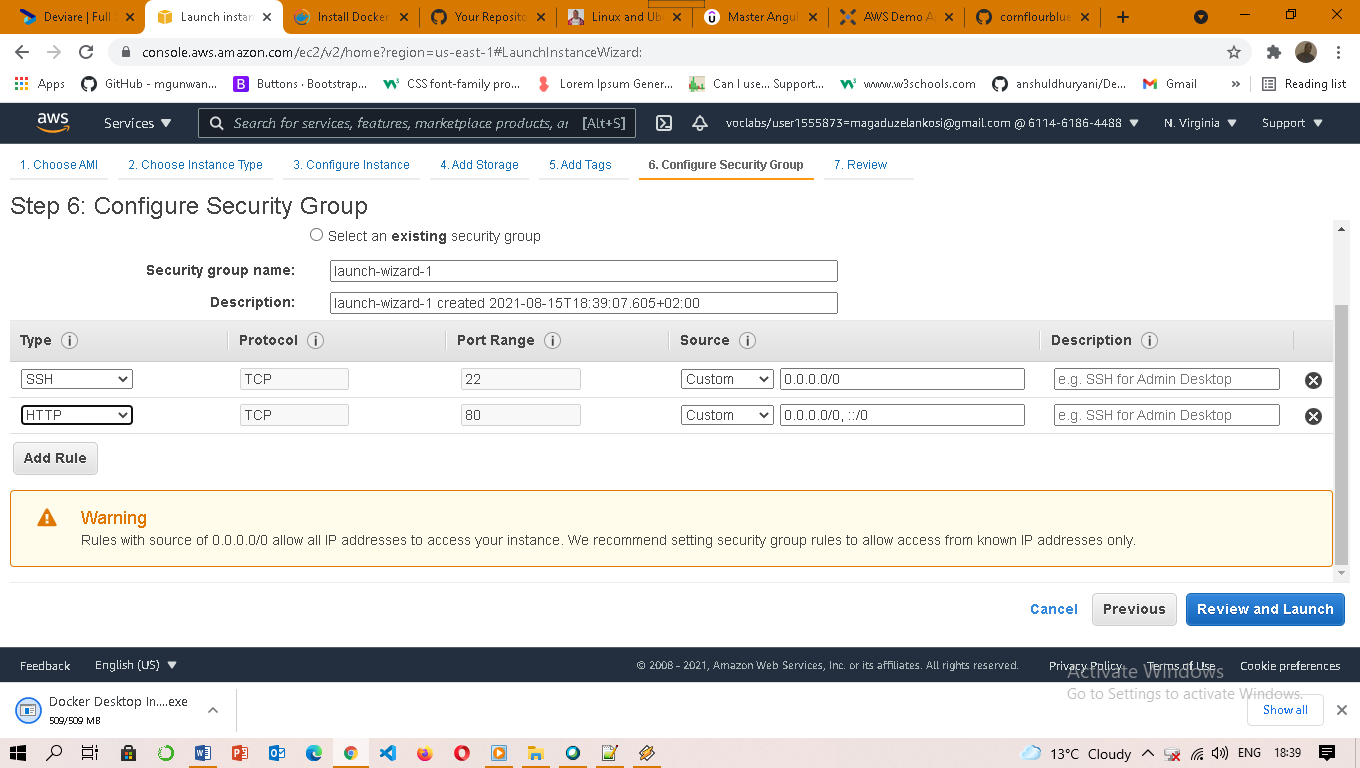 Deviare | Full S
Launch instan
Install Docker
Your Reposito
Linux and Ubu
Master Angul
AWS Demo A
cornflourblue
console.aws.amazon.com/ec2/v2/home?region=us-east-1#LaunchInstanceWizard:
Apps GitHub - mgunwan... Buttons · Bootstrap... CSS font-family pro... Lorem Ipsum Gener... Can I use... Support... www.w3schools.com anshuldhuryani/De... Gmail » Reading list
aws Services Search for services, features, marketplace products, ar [Alt+S] voclabs/user1555873=magaduzelankosi@gmail.com @ 6114-6186-4488 N. Virginia Support
1. Choose AMI 2. Choose Instance Type 3. Configure Instance 4. Add Storage 5. Add Tags 6. Configure Security Group 7. Review
Step 6: Configure Security Group
Select an existing security group
Security group name: launch-wizard-1
Description: launch-wizard-1 created 2021-08-15T18:39:07.605+02:00
Type Protocol Port Range Source Description
SSH TCP 22 Custom 0.0.0.0/0 e.g. SSH for Admin Desktop
HTTP TCP 80 Custom 0.0.0.0/0, ::/0 e.g. SSH for Admin Desktop
Add Rule
Warning
Rules with source of 0.0.0.0/0 allow all IP addresses to access your instance. We recommend setting security group rules to allow access from known IP addresses only.
Cancel Previous Review and Launch
Feedback English (US) © 2008 - 2021, Amazon Web Services, Inc. or its affiliates. All rights reserved. Privacy Policy Terms of Use Cookie preferences
Activate Windows
Go to Settings to activate Windows.
Docker Desktop In....exe
509/509 MB
Show all
13°C Cloudy ENG 18:39